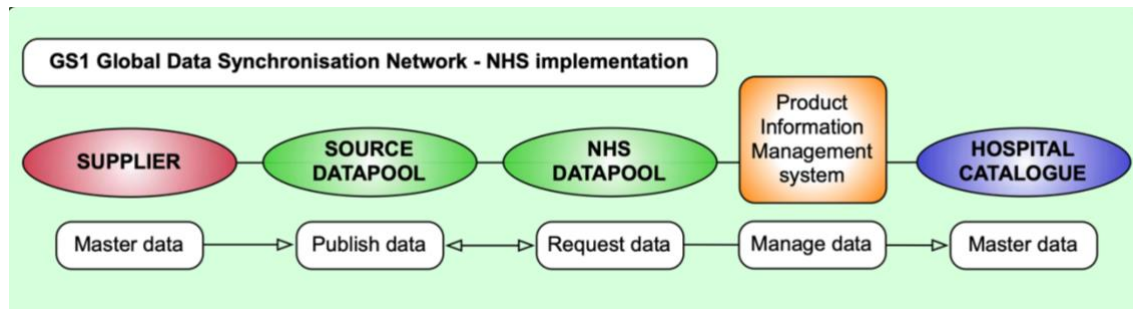 GS1 Global Data Synchronisation Network - NHS implementation
SUPPLIER
SOURCE
DATAPOOL
NHS
DATAPOOL
Product
Information
Management
system
HOSPITAL
CATALOGUE
Master data
Publish data
Request data
Manage data
Master data